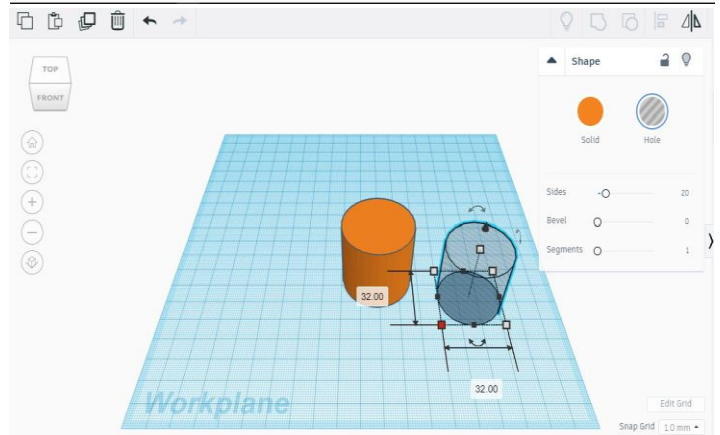 TOP
FRONT
Shape
Solid
Hole
Sides 20
Bevel 0
Segments 1
32.00
32.00
Workplane
Edit Grid
Snap Grid 1.0 mm